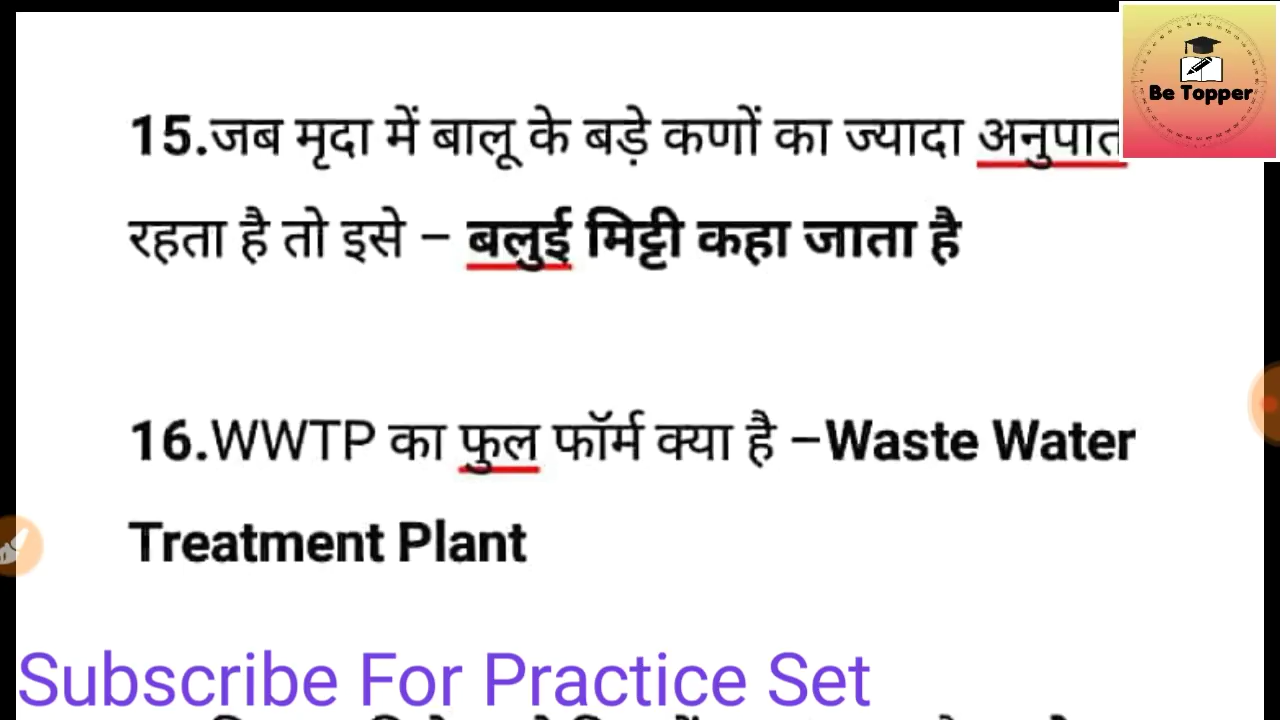 Be Topper
15.जब मृदा में बालू के बड़े कणों का ज्यादा अनुपात
रहता है तो इसे – बलुई मिट्टी कहा जाता है
16.WWTP का फुल फॉर्म क्या है –Waste Water
Treatment Plant
Subscribe For Practice Set